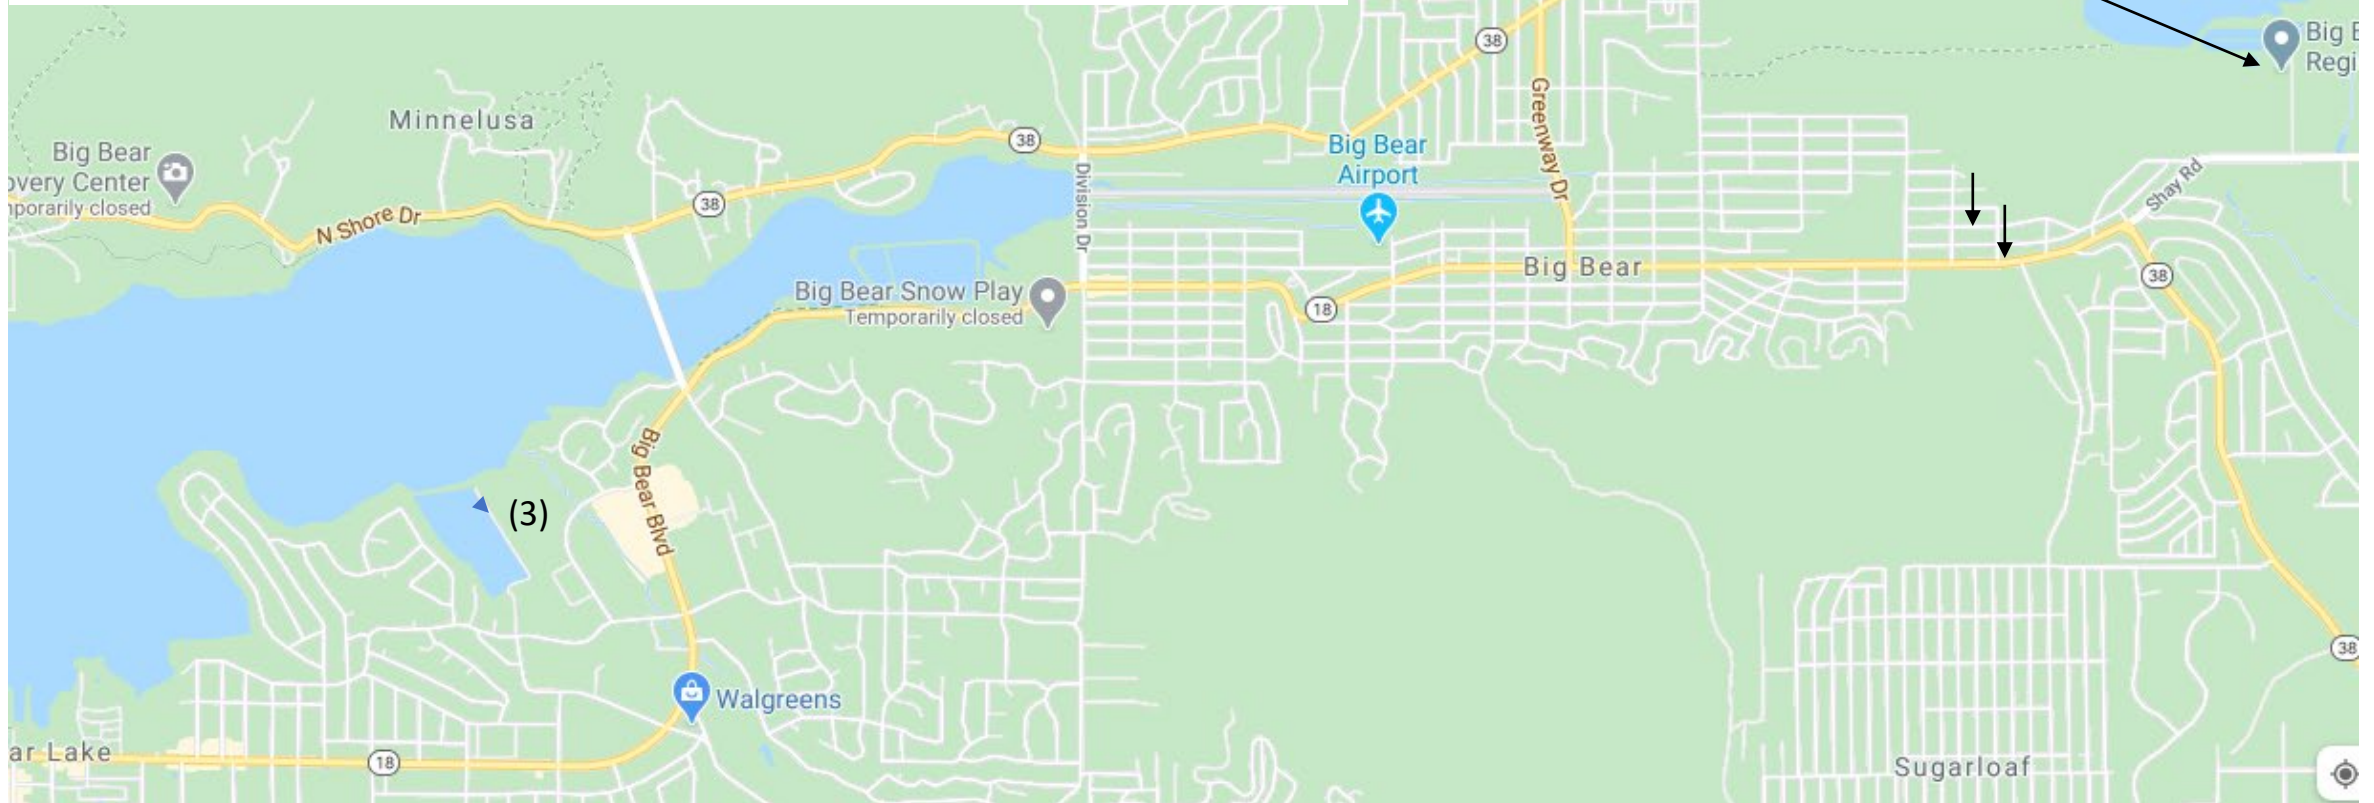 38
Big B
Regi
Minnelusa
Greenway Dr
38
Big Bear
overy Center
nporarily closed
Big Bear
Airport
Division Dr
Shay Rd
38
N Shore Dr
Big Bear
38
Big Bear Snow Play
Temporarily closed
18
Big Bear Blvd
(3)
38
Walgreens
ar Lake
18
Sugarloaf